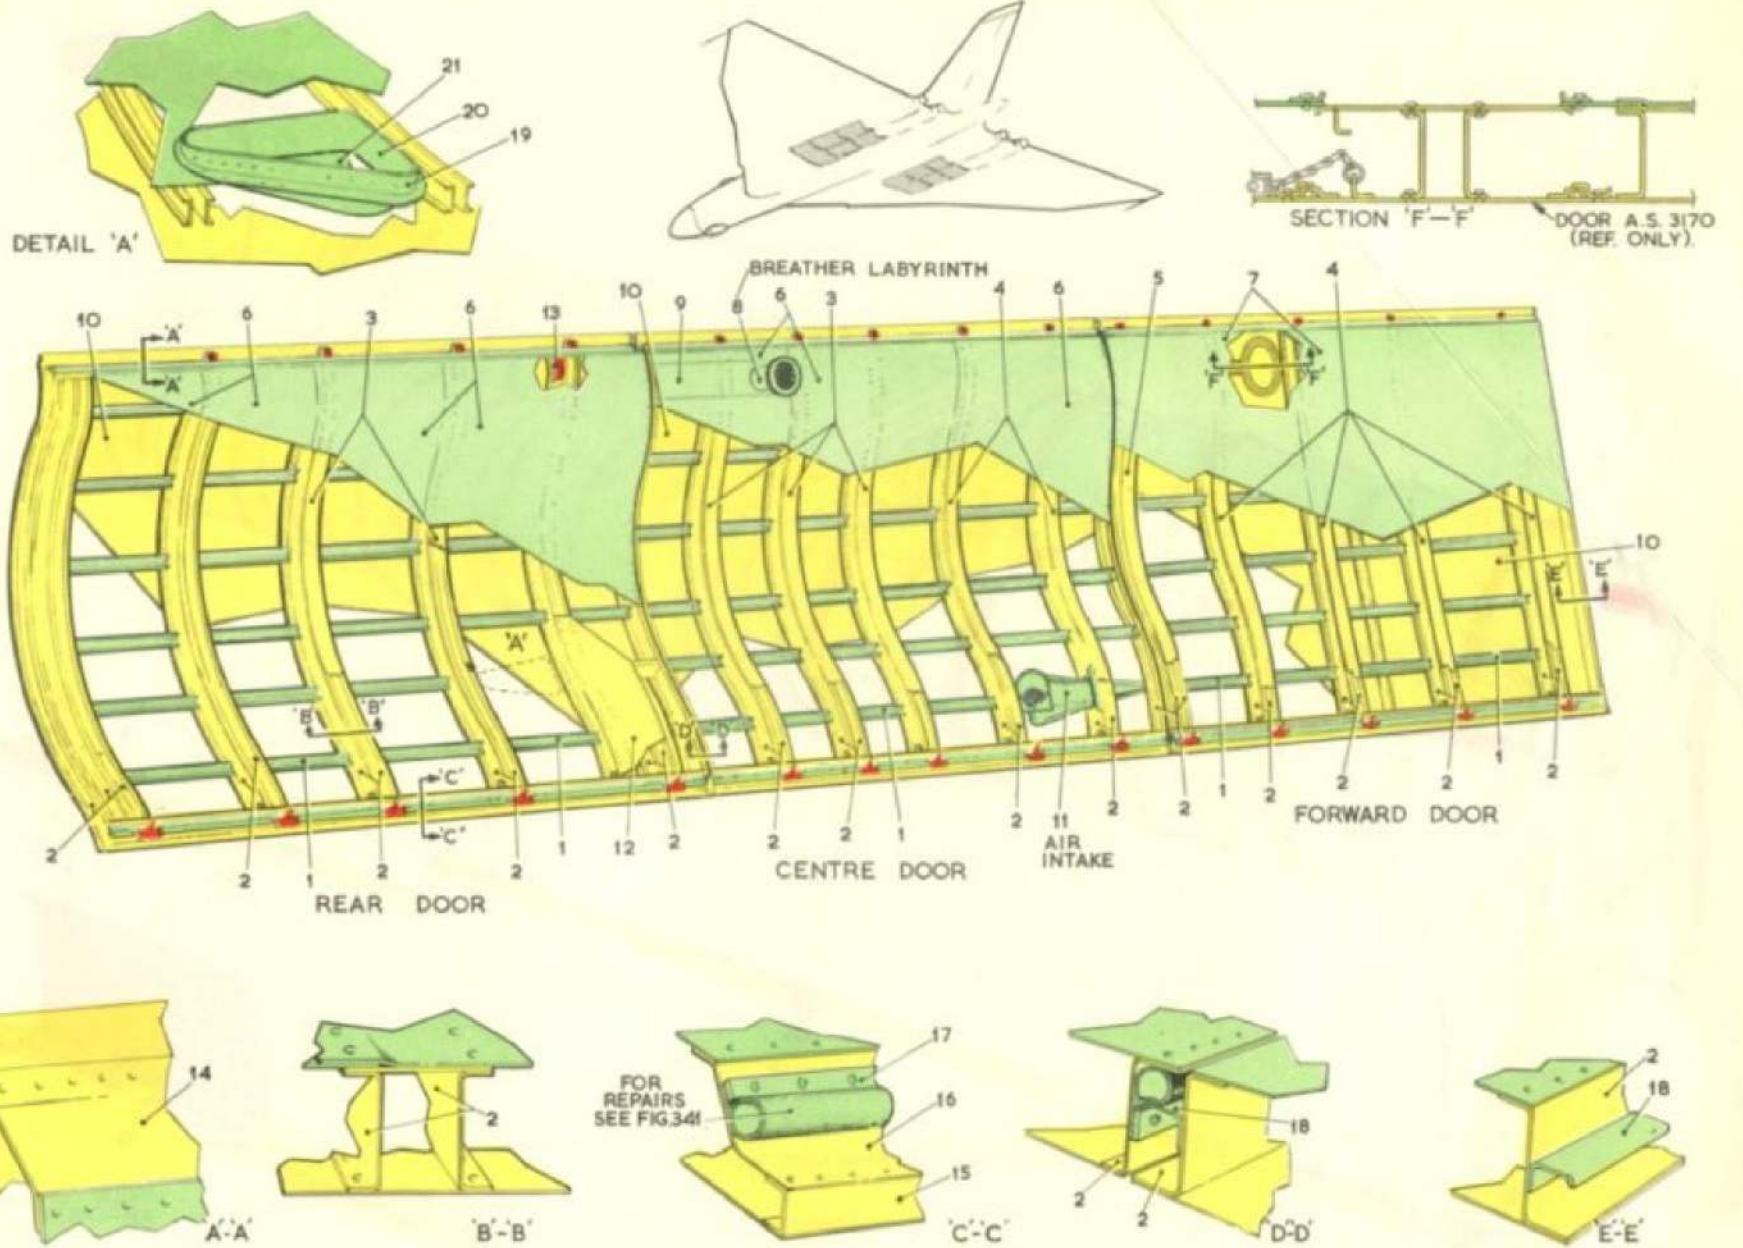 21
20
19
DETAIL 'A'
SECTION 'F'—'F'
DOOR A.S. 3170
(REF. ONLY).
BREATHER LABYRINTH
10
'A'
'A'
6
3
6
13
10
9
8
6
3
4
6
5
7
4
'F'
'F'
10
10
10
'E'
'E'
'A'
'B'
'B'
'D'
'D'
'C'
'C'
2
2
1
2
2
1
12
2
2
2
1
2
11
AIR
INTAKE
2
2
1
2
2
2
1
2
FORWARD DOOR
CENTRE DOOR
REAR DOOR
14
'A'-'A'
2
'B'-'B'
FOR
REPAIRS
SEE FIG.341
17
16
15
'C'-'C'
18
2
2
'D'-'D'
2
18
'E'-'E'